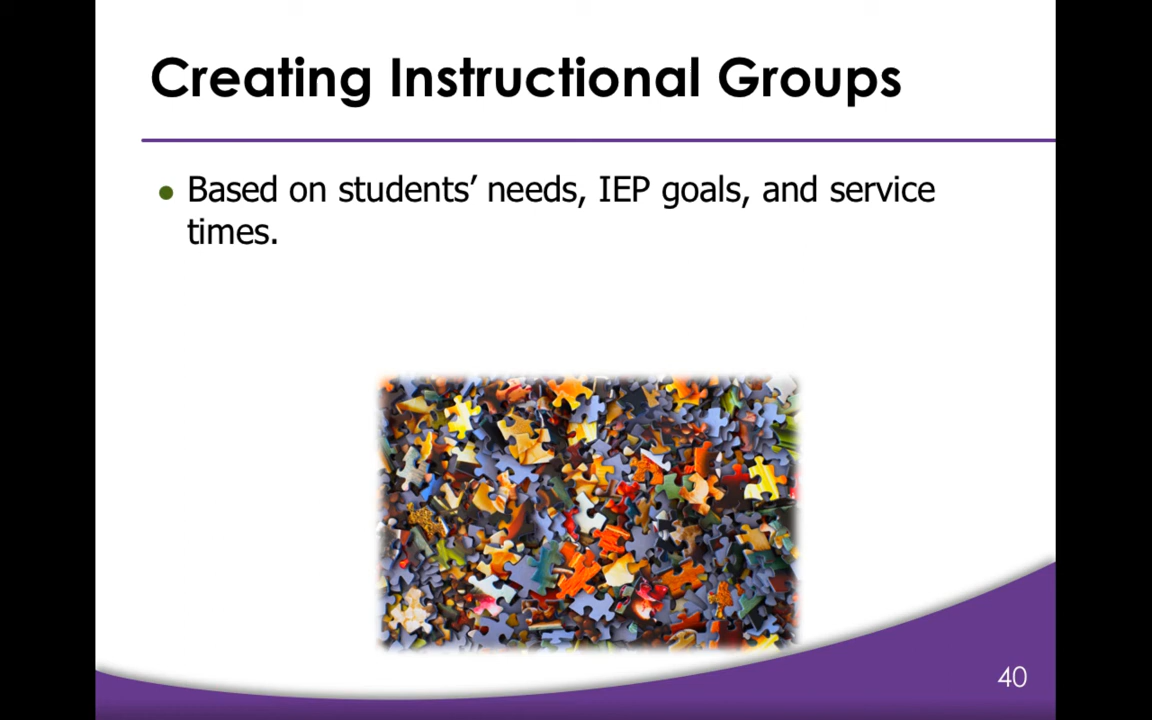 Creating Instructional Groups
Based on students’ needs, IEP goals, and service
times.
40